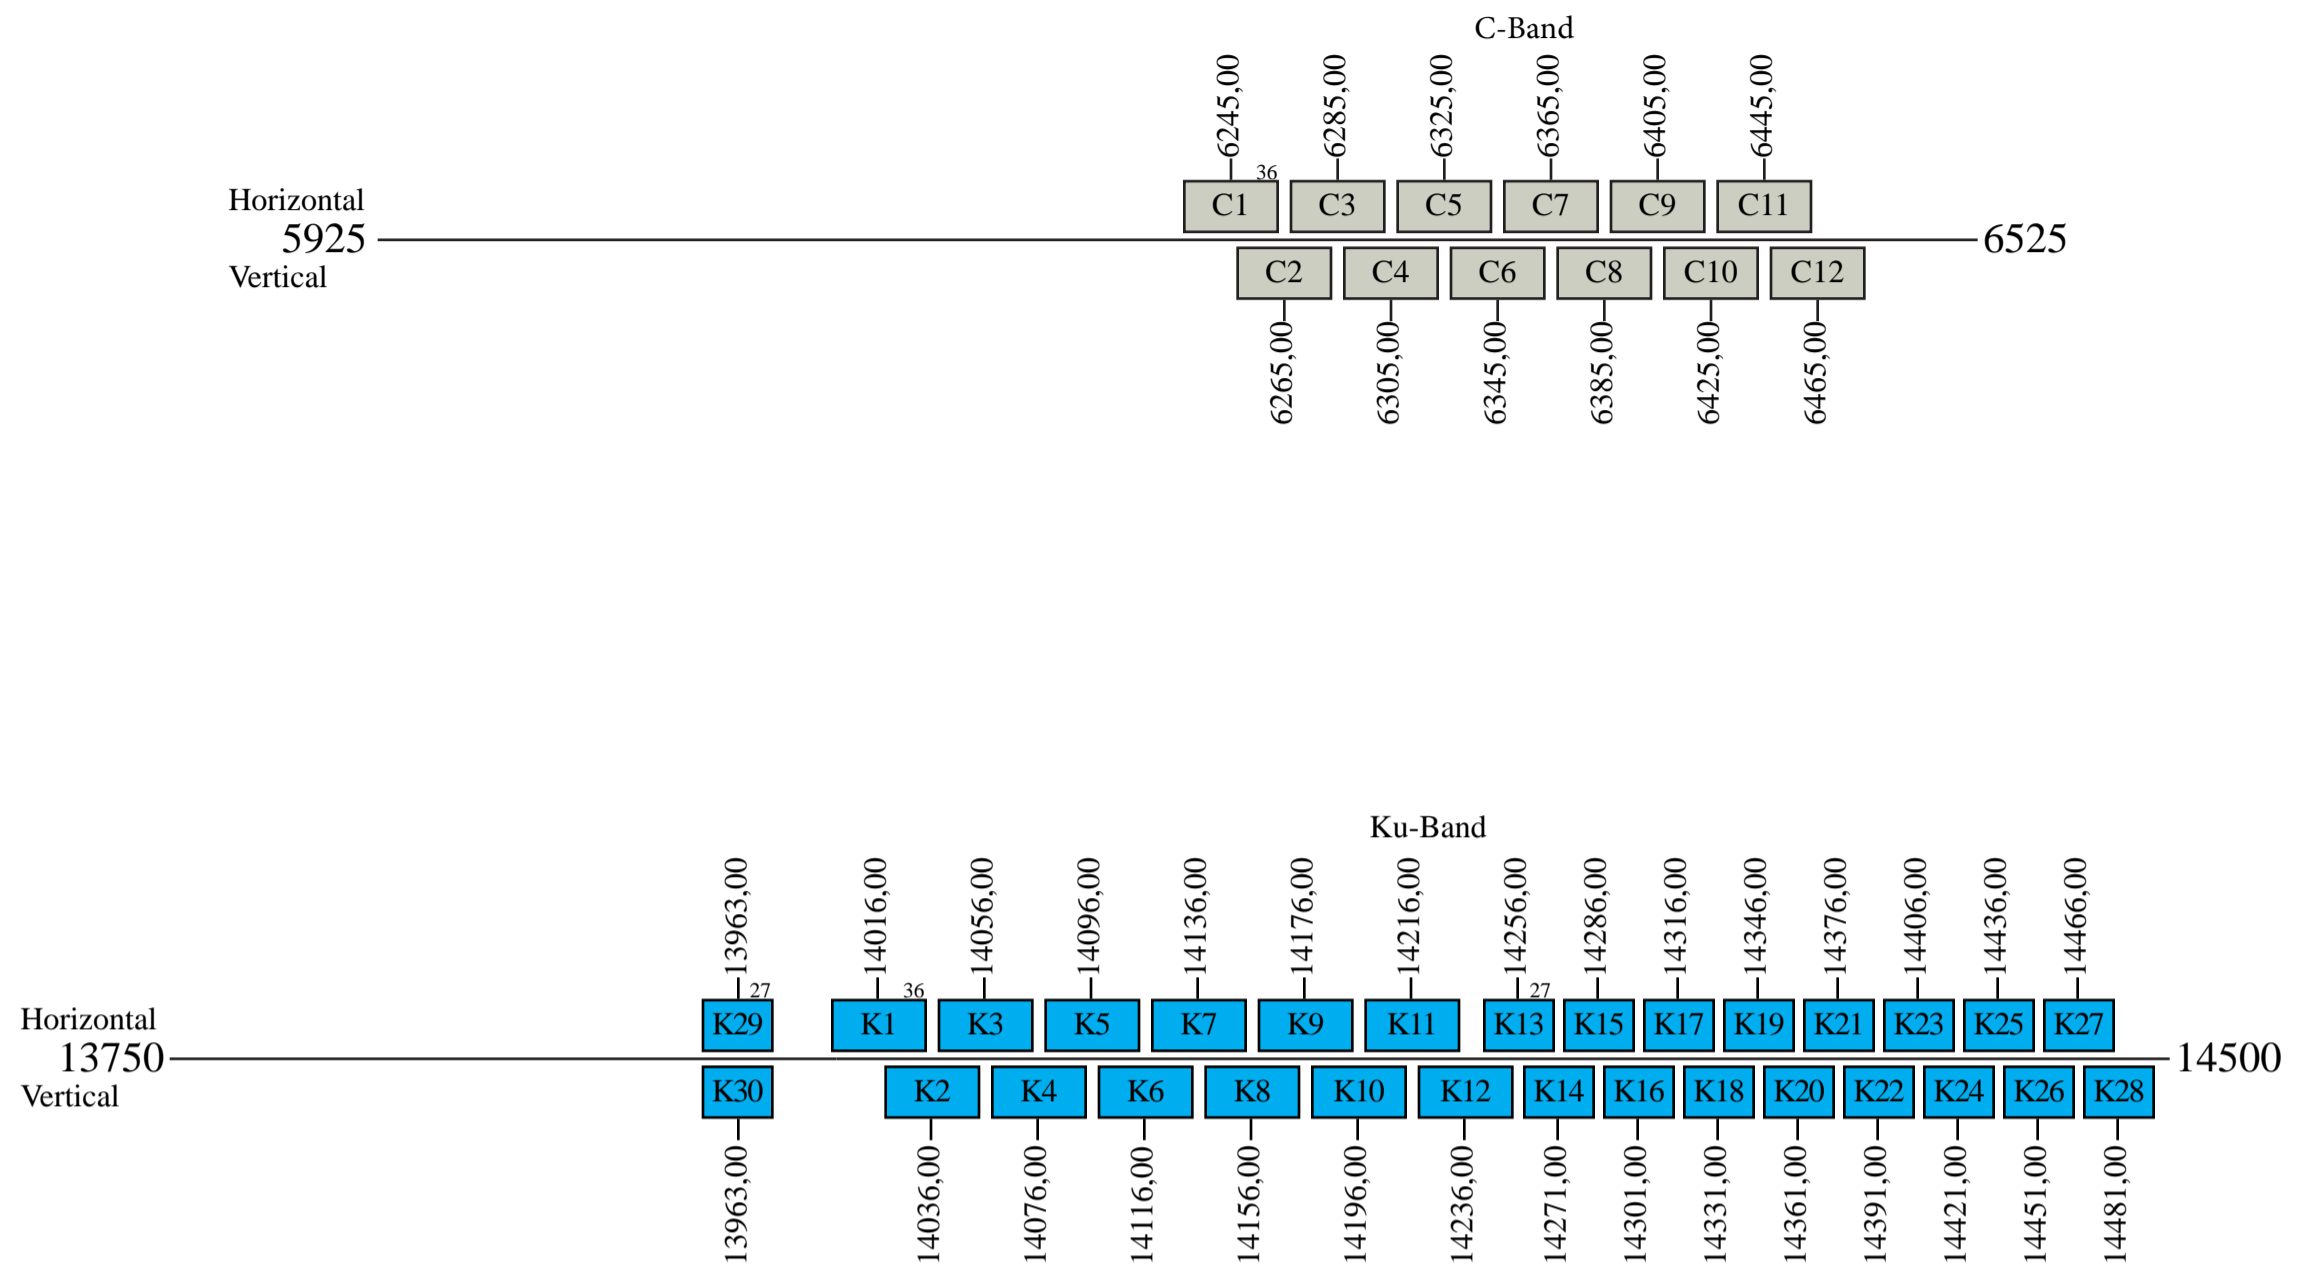 C-Band
6245,00 6285,00 6325,00 6365,00 6405,00 6445,00
36
Horizontal C1 C3 C5 C7 C9 C11
5925 6525
Vertical C2 C4 C6 C8 C10 C12
6265,00 6305,00 6345,00 6385,00 6425,00 6465,00
Ku-Band
13963,00 14016,00 14056,00 14096,00 14136,00 14176,00 14216,00 14256,00 14286,00 14316,00 14346,00 14376,00 14406,00 14436,00 14466,00
27 36 27
Horizontal K29 K1 K3 K5 K7 K9 K11 K13 K15 K17 K19 K21 K23 K25 K27
13750 14500
Vertical K30 K2 K4 K6 K8 K10 K12 K14 K16 K18 K20 K22 K24 K26 K28
13963,00 14036,00 14076,00 14116,00 14156,00 14196,00 14236,00 14271,00 14301,00 14331,00 14361,00 14391,00 14421,00 14451,00 14481,00